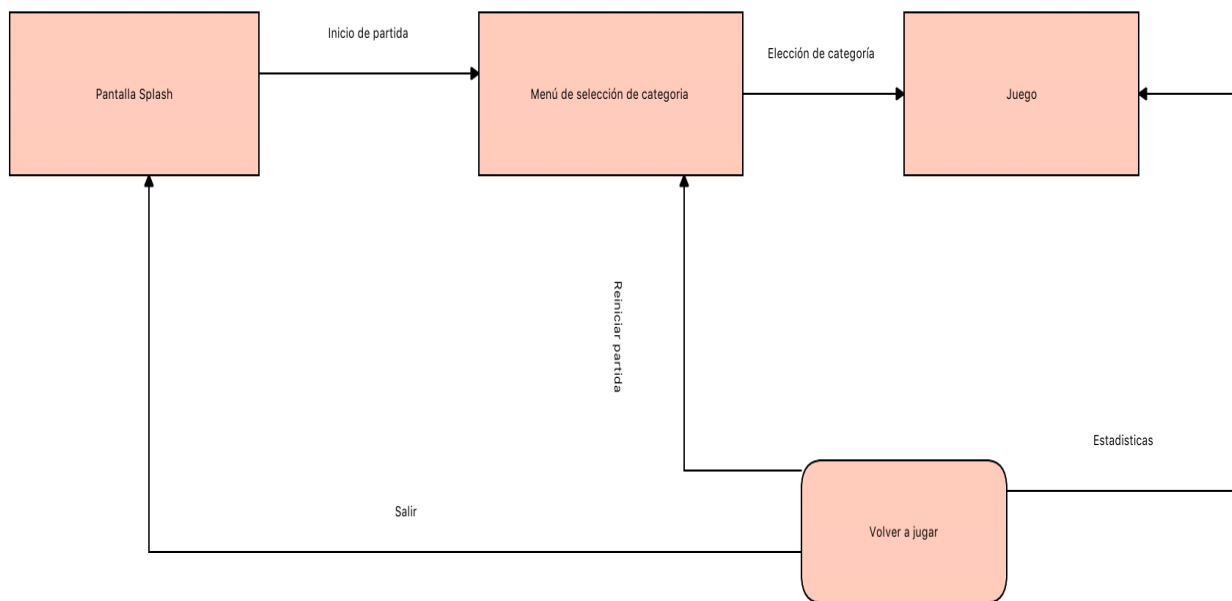 Inicio de partida
Elección de categoría
Pantalla Splash
Menú de selección de categoria
Juego
Reiniciar partida
Estadisticas
Salir
Volver a jugar